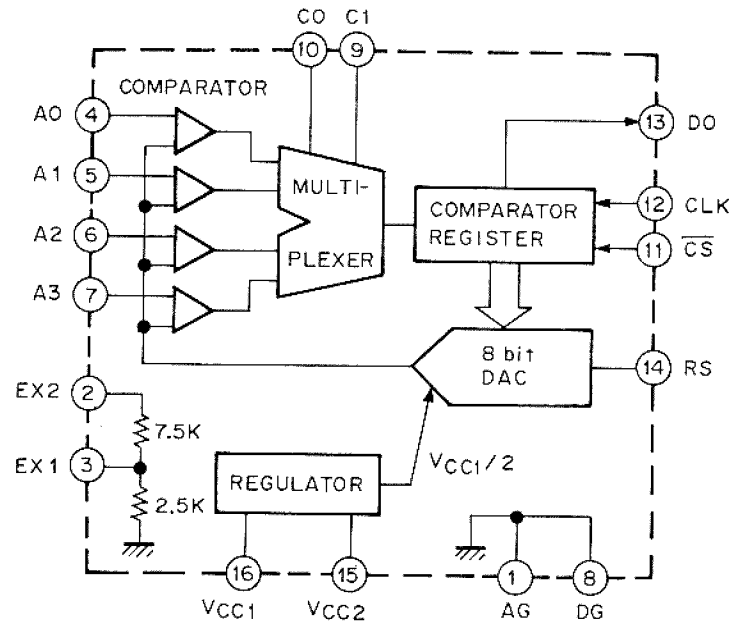 C0 C1
10 9
COMPARATOR
A0 4
13 DO
A1 5
MULTI-
PLEXER
COMPARATOR
REGISTER
12 CLK
11 CS
A2 6
A3 7
8 bit
DAC
14 RS
EX2 2
7.5K
EX1 3
2.5K
REGULATOR
VCC1/2
16 15
VCC1 VCC2
1 8
AG DG